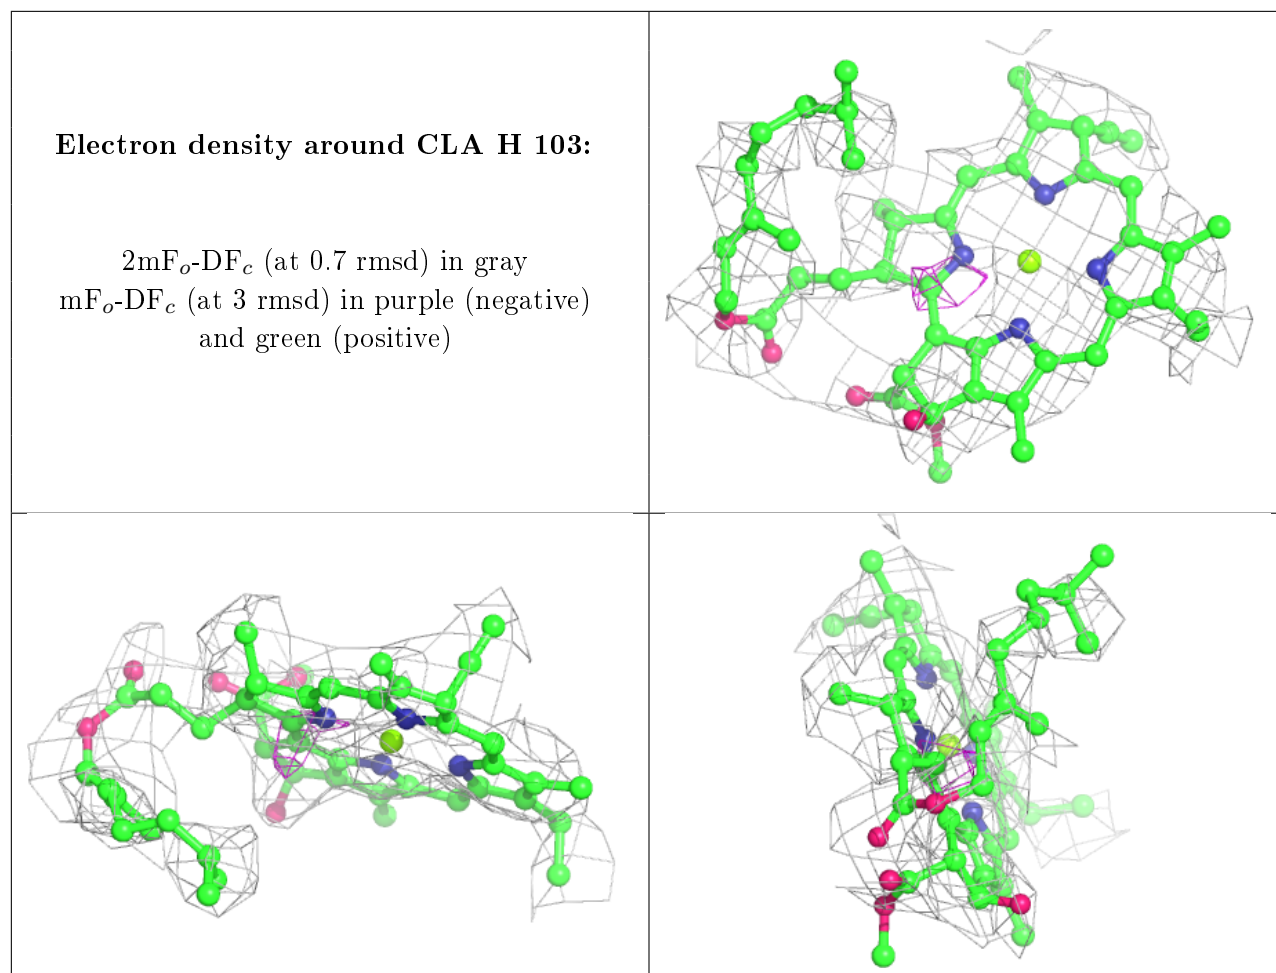 Electron density around CLA H 103:
2mFo-DFc (at 0.7 rmsd) in gray
mFo-DFc (at 3 rmsd) in purple (negative)
and green (positive)